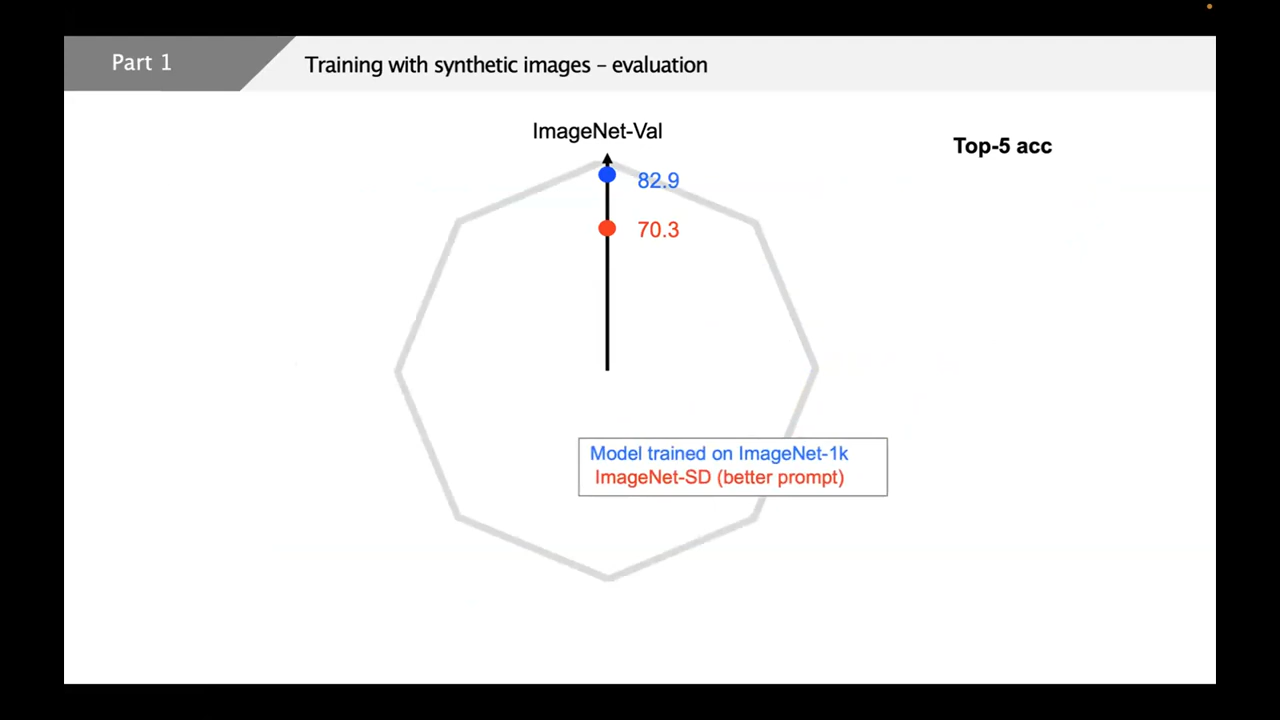 Part 1
Training with synthetic images – evaluation
ImageNet-Val
Top-5 acc
82.9
70.3
Model trained on ImageNet-1k
ImageNet-SD (better prompt)